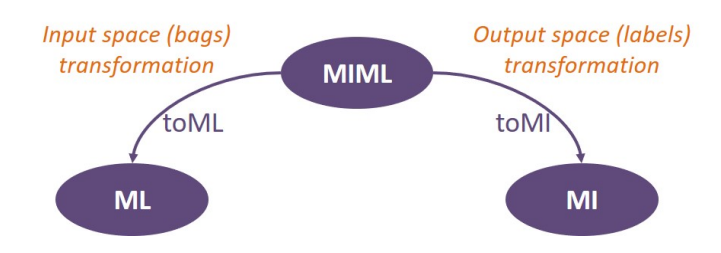 Input space (bags)
transformation
Output space (labels)
transformation
MIML
toML
toMI
ML
MI